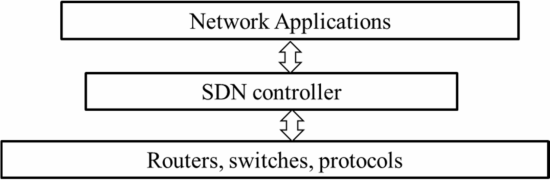 Network Applications
SDN controller
Routers, switches, protocols